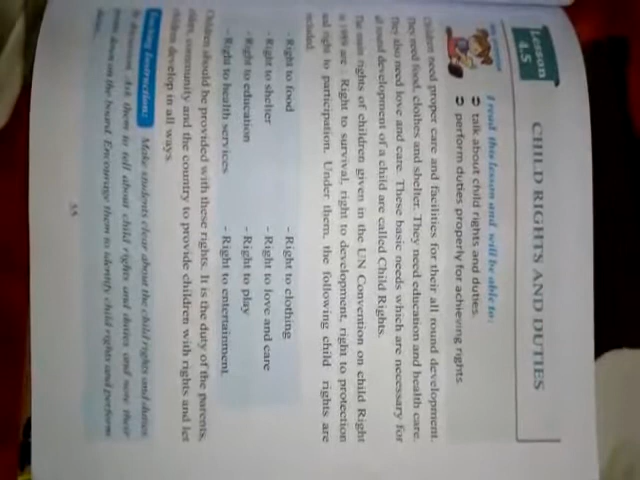 Lesson
4.5
CHILD RIGHTS AND DUTIES
I read this lesson and will be able to:
➲ talk about child rights and duties.
➲ perform duties properly for achieving rights.
Children need proper care and facilities for their all round development.
They need food, clothes and shelter. They need education and health care.
They also need love and care. These basic needs which are necessary for
all round development of a child are called Child Rights.
The main rights of children given in the UN Convention on child Right
in 1989 are Right to survival, right to development, right to protection
and right to participation. Under them, the following child rights are
included.
- Right to food
- Right to clothing
- Right to shelter
- Right to love and care
- Right to education
- Right to play
- Right to health services
- Right to entertainment
Children should be provided with these rights. It is the duty of the parents,
elders, community and the country to provide children with rights and let
children develop in all ways.
Teaching Instruction: Make students clear about the child rights and duties
by discussion. Ask them to tell about child rights and duties and note their
points down on the board. Encourage them to identify child rights and perform
duties.